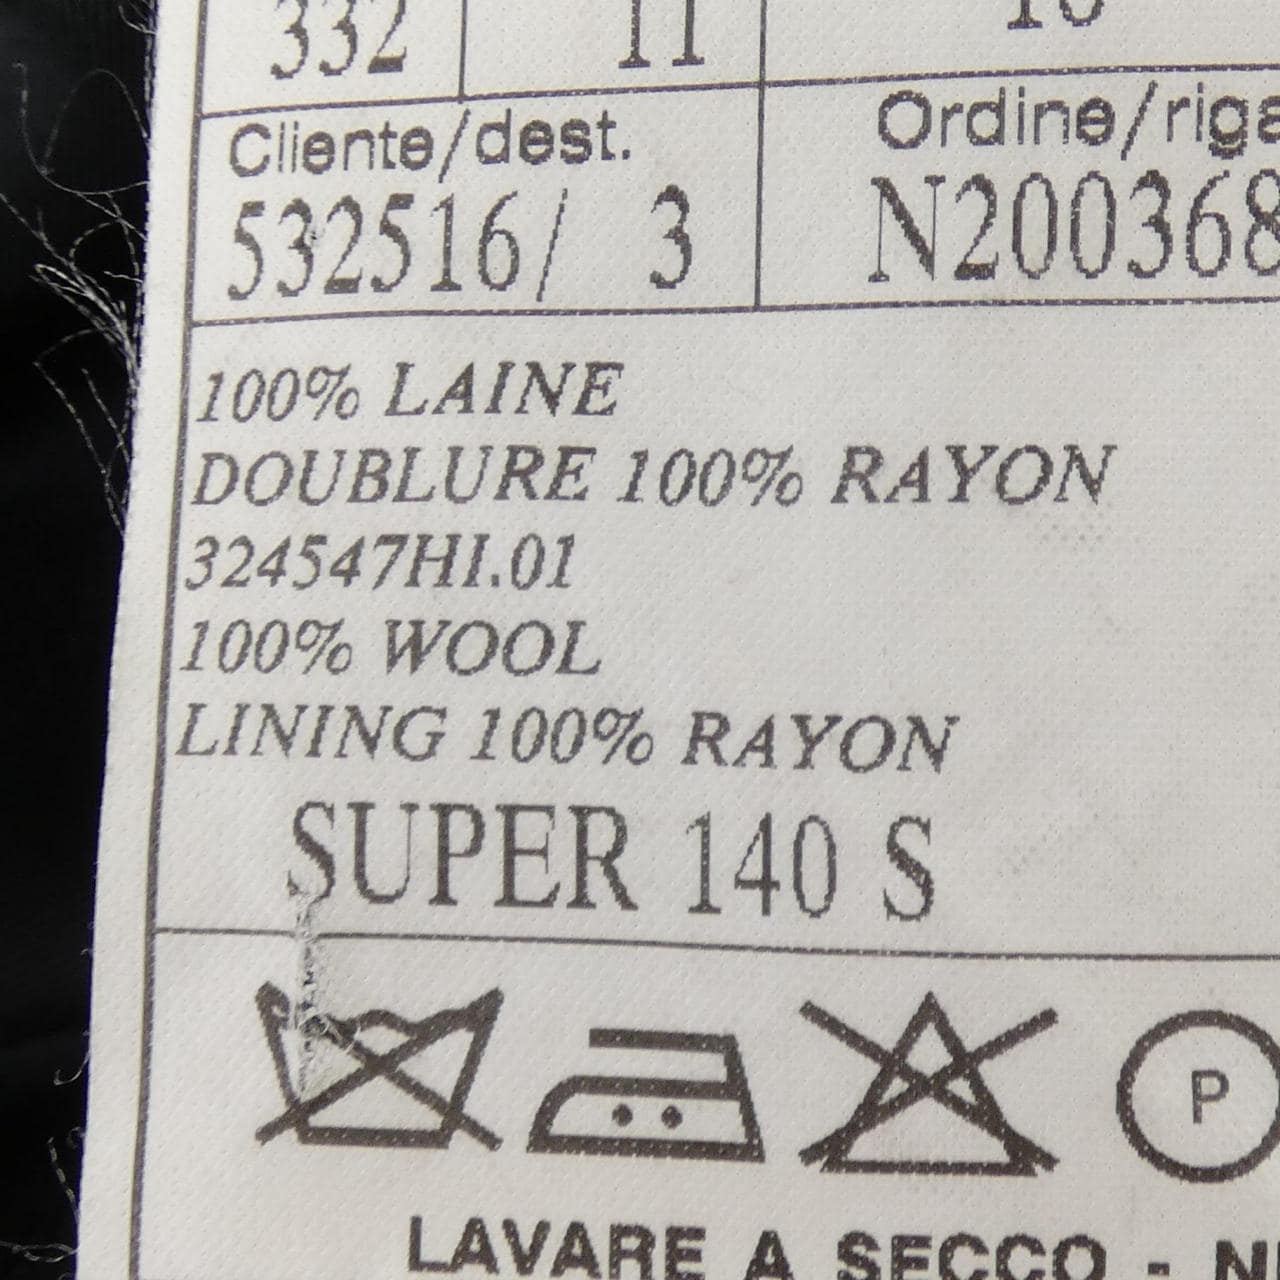 332 11
Cliente/dest. Ordine/riga
532516/ 3 N200368
100% LAINE
DOUBLURE 100% RAYON
324547HI.01
100% WOOL
LINING 100% RAYON
SUPER 140 S
P
LAVARE A SECCO -